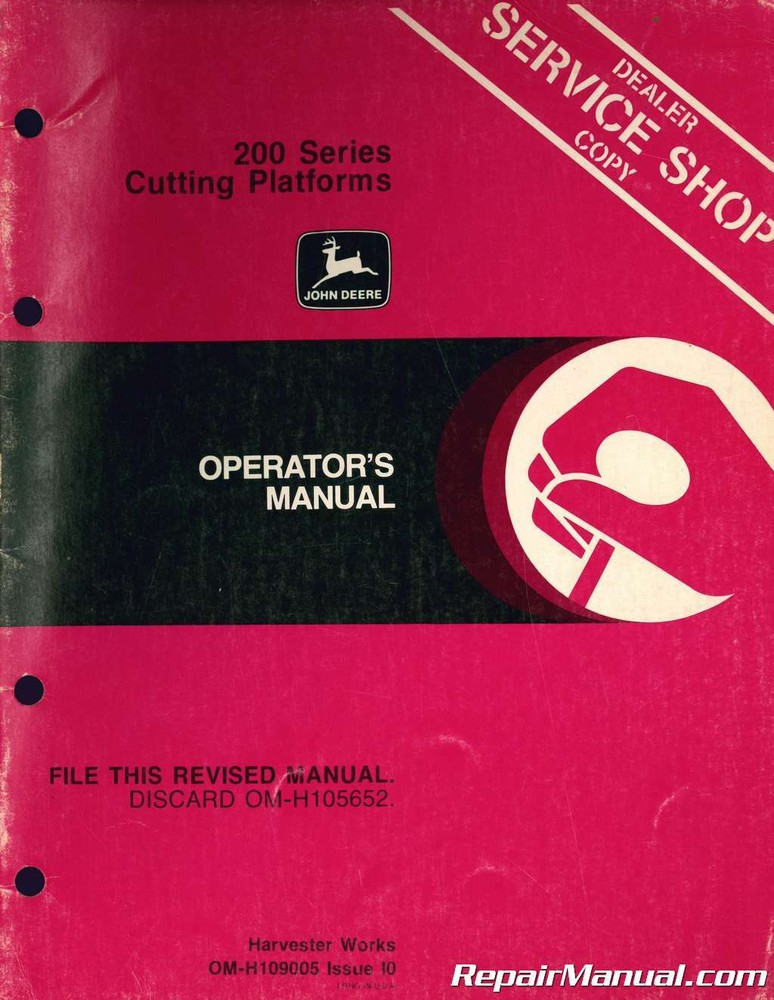 DEALER
SERVICE SHOP
COPY
200 Series
Cutting Platforms
JOHN DEERE
OPERATOR'S
MANUAL
FILE THIS REVISED MANUAL.
DISCARD OM-H105652.
Harvester Works
OM-H109005 Issue I0
RepairManual.com